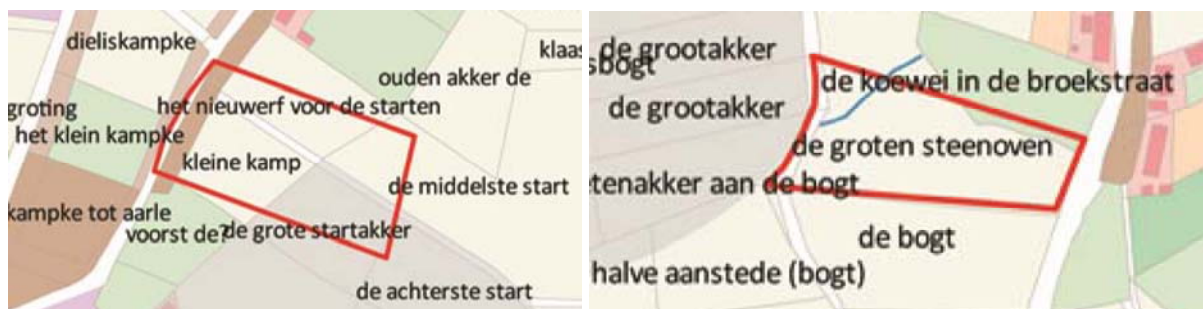 dieliskampke
klaas
ouden akker de
groting
het nieuwerf voor de starten
het klein kampke
kleine kamp
de middelste start
kampke tot aarle
voorst de?
de grote startakker
de achterste start
de grootakker
sbogt
de koewei in de broekstraat
de grootakker
de groten steenoven
tenakker aan de bogt
de bogt
halve aanstede (bogt)